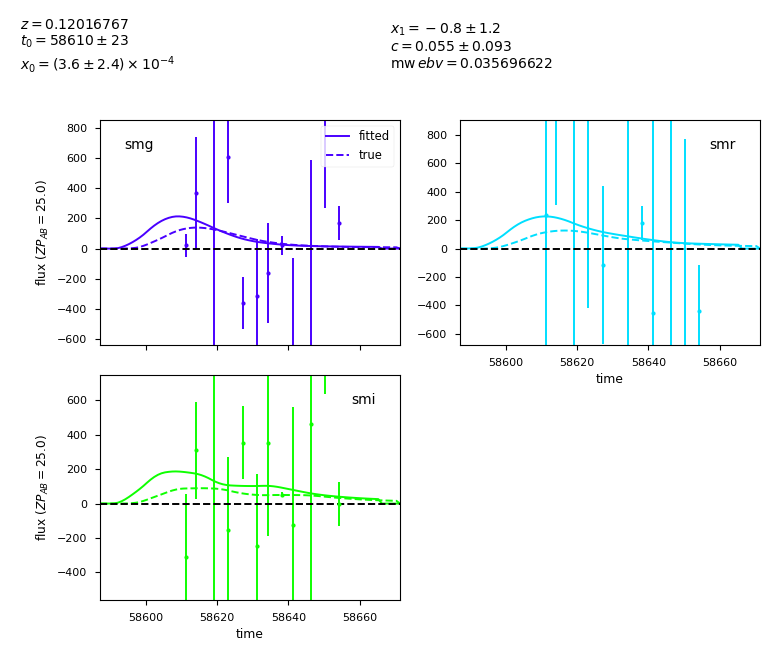 z = 0.12016767
t₀ = 58610 ± 23
x₀ = (3.6 ± 2.4) × 10⁻⁴
x₁ = −0.8 ± 1.2
c = 0.055 ± 0.093
mw ebv = 0.035696622
smg
fitted
true
800
600
400
200
0
−200
−400
−600
flux (ZP_AB = 25.0)
smr
800
600
400
200
0
−200
−400
−600
58600 58620 58640 58660
time
smi
600
400
200
0
−200
−400
flux (ZP_AB = 25.0)
58600 58620 58640 58660
time